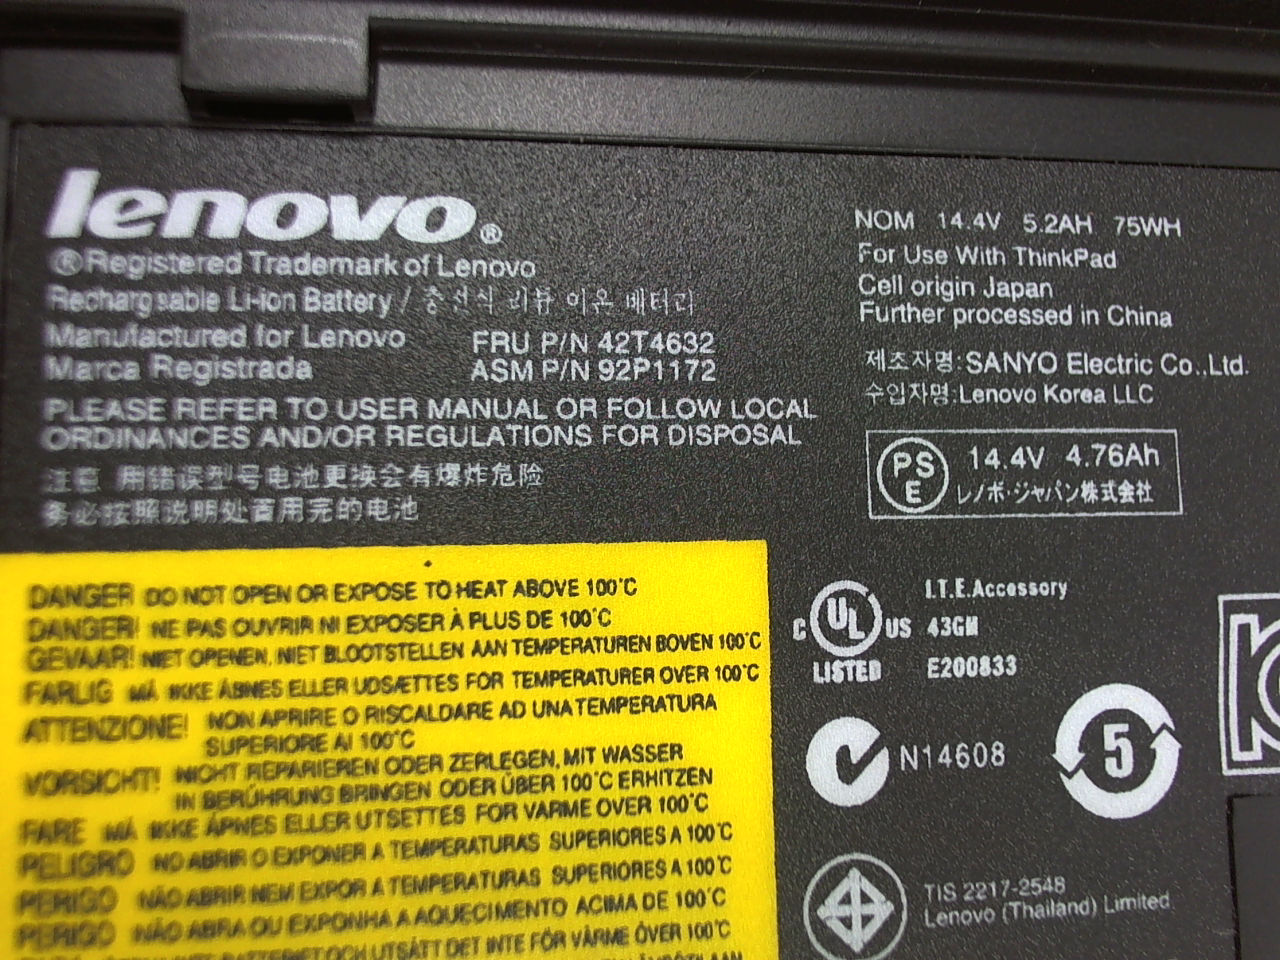 lenovo®
®Registered Trademark of Lenovo
Rechargeable Li-ion Battery / 충전식 리튬 이온 배터리
Manufactured for Lenovo FRU P/N 42T4632
Marca Registrada ASM P/N 92P1172
PLEASE REFER TO USER MANUAL OR FOLLOW LOCAL
ORDINANCES AND/OR REGULATIONS FOR DISPOSAL
注意 用错误型号电池更换会有爆炸危险
务必按照说明处置用完的电池
NOM 14.4V 5.2AH 75WH
For Use With ThinkPad
Cell origin Japan
Further processed in China
제조자명:SANYO Electric Co.,Ltd.
수입자명:Lenovo Korea LLC
PS E 14.4V 4.76Ah
レノボ・ジャパン株式会社
DANGER DO NOT OPEN OR EXPOSE TO HEAT ABOVE 100°C
DANGER! NE PAS OUVRIR NI EXPOSER À PLUS DE 100°C
GEVAAR! NIET OPENEN, NIET BLOOTSTELLEN AAN TEMPERATUREN BOVEN 100°C
FARLIG MÅ IKKE ÅBNES ELLER UDSÆTTES FOR TEMPERATURER OVER 100°C
ATTENZIONE! NON APRIRE O RISCALDARE AD UNA TEMPERATURA
SUPERIORE AI 100°C
VORSICHT! NICHT REPARIEREN ODER ZERLEGEN, MIT WASSER
IN BERÜHRUNG BRINGEN ODER ÜBER 100°C ERHITZEN
FARE MÅ IKKE ÅPNES ELLER UTSETTES FOR VARME OVER 100°C
PELIGRO NO ABRIR O EXPONER A TEMPERATURAS SUPERIORES A 100°C
PERIGO NÃO ABRIR NEM EXPOR A TEMPERATURAS SUPERIORES A 100°C
PERIGO NÃO ABRA OU EXPONHA A AQUECIMENTO ACIMA DE 100°C
OCH UTSÄTT DET INTE FÖR VÄRME ÖVER 100°C
C UL US
LISTED
I.T.E. Accessory
43GM
E200833
N14608
5
TIS 2217-2548
Lenovo (Thailand) Limited.